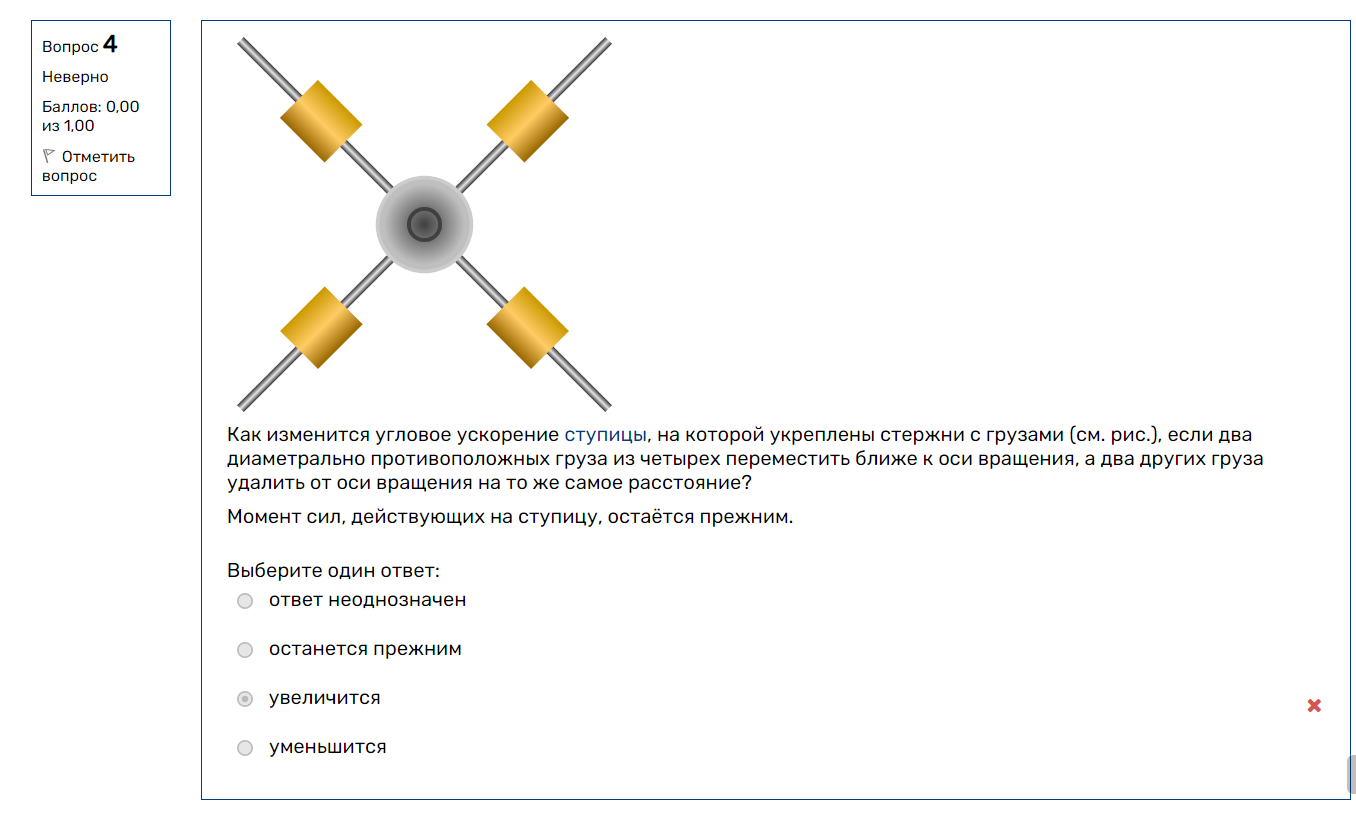 Вопрос 4
Неверно
Баллов: 0,00
из 1,00
Отметить
вопрос
Как изменится угловое ускорение ступицы, на которой укреплены стержни с грузами (см. рис.), если два
диаметрально противоположных груза из четырех переместить ближе к оси вращения, а два других груза
удалить от оси вращения на то же самое расстояние?
Момент сил, действующих на ступицу, остаётся прежним.
Выберите один ответ:
ответ неоднозначен
останется прежним
увеличится
уменьшится